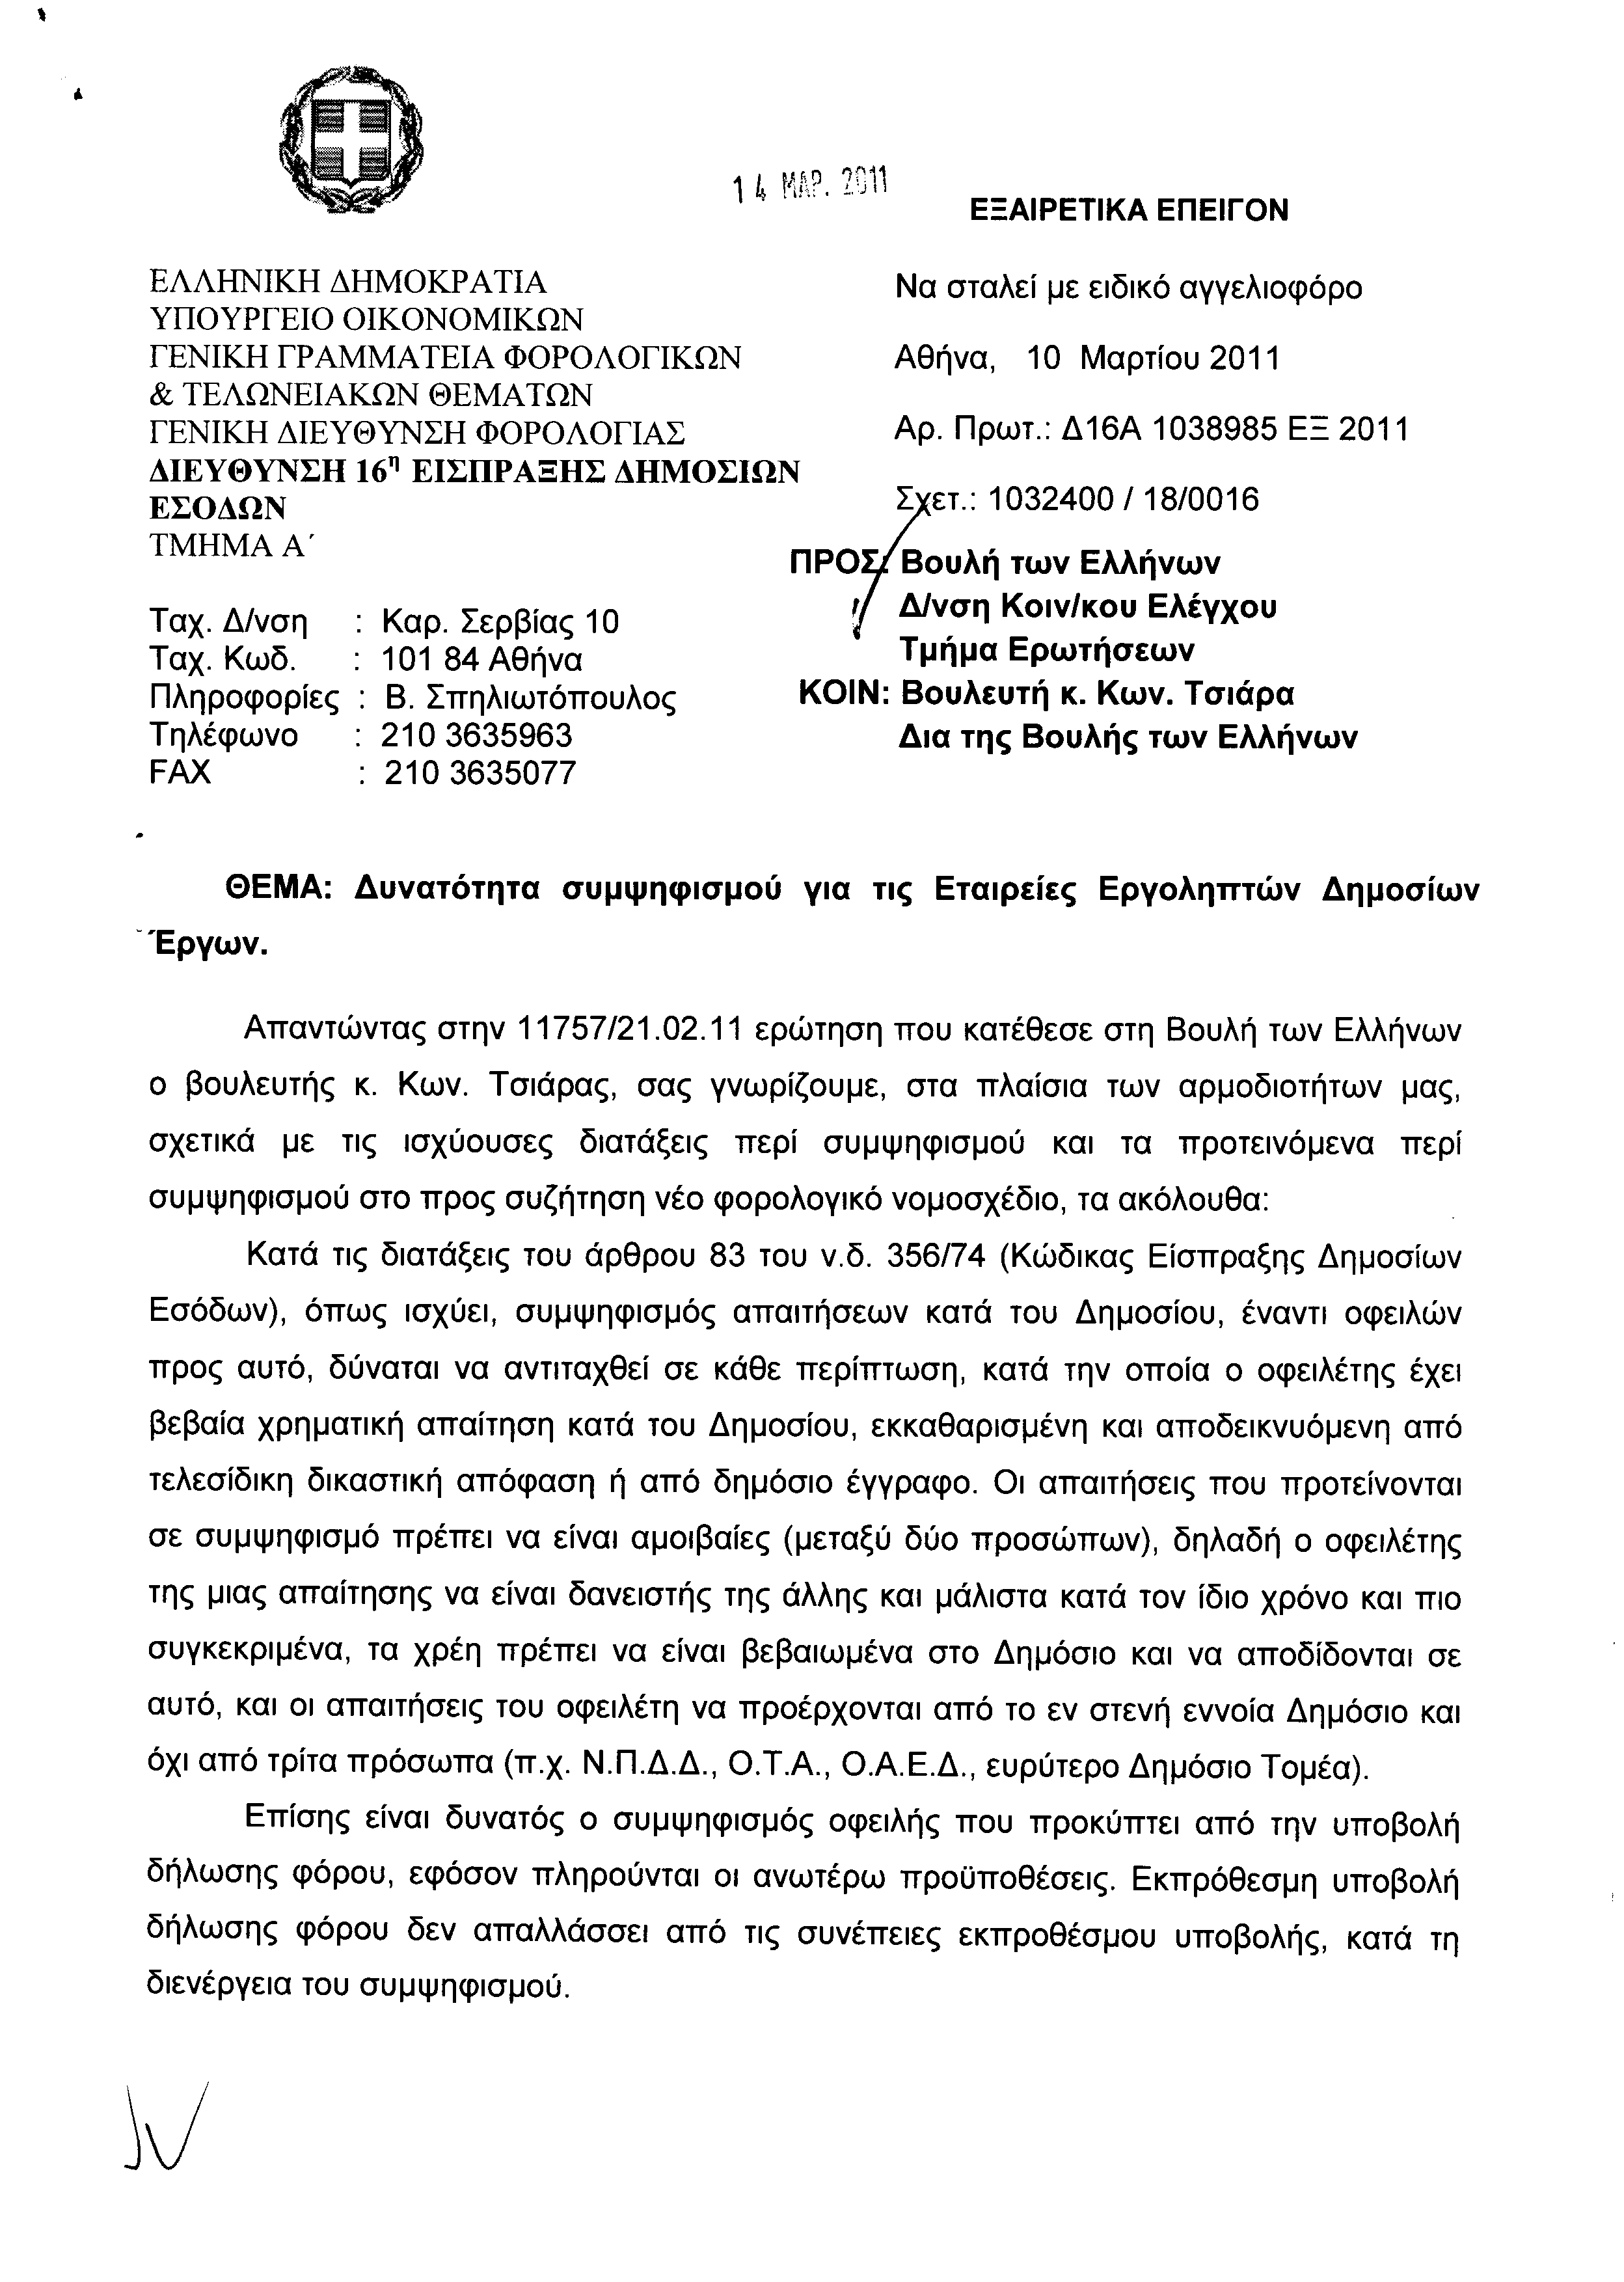 14 ΜΑΡ. 2011
ΕΞΑΙΡΕΤΙΚΑ ΕΠΕΙΓΟΝ
ΕΛΛΗΝΙΚΗ ΔΗΜΟΚΡΑΤΙΑ
ΥΠΟΥΡΓΕΙΟ ΟΙΚΟΝΟΜΙΚΩΝ
ΓΕΝΙΚΗ ΓΡΑΜΜΑΤΕΙΑ ΦΟΡΟΛΟΓΙΚΩΝ
& ΤΕΛΩΝΕΙΑΚΩΝ ΘΕΜΑΤΩΝ
ΓΕΝΙΚΗ ΔΙΕΥΘΥΝΣΗ ΦΟΡΟΛΟΓΙΑΣ
ΔΙΕΥΘΥΝΣΗ 16η ΕΙΣΠΡΑΞΗΣ ΔΗΜΟΣΙΩΝ
ΕΣΟΔΩΝ
ΤΜΗΜΑ Α΄
Ταχ. Δ/νση : Καρ. Σερβίας 10
Ταχ. Κωδ. : 101 84 Αθήνα
Πληροφορίες : Β. Σπηλιωτόπουλος
Τηλέφωνο : 210 3635963
FAX : 210 3635077
Να σταλεί με ειδικό αγγελιοφόρο
Αθήνα, 10 Μαρτίου 2011
Αρ. Πρωτ.: Δ16Α 1038985 ΕΞ 2011
Σχετ.: 1032400 / 18/0016
ΠΡΟΣ: Βουλή των Ελλήνων
Δ/νση Κοιν/κου Ελέγχου
Τμήμα Ερωτήσεων
ΚΟΙΝ: Βουλευτή κ. Κων. Τσιάρα
Δια της Βουλής των Ελλήνων
ΘΕΜΑ: Δυνατότητα συμψηφισμού για τις Εταιρείες Εργοληπτών Δημοσίων
Έργων.
Απαντώντας στην 11757/21.02.11 ερώτηση που κατέθεσε στη Βουλή των Ελλήνων
ο βουλευτής κ. Κων. Τσιάρας, σας γνωρίζουμε, στα πλαίσια των αρμοδιοτήτων μας,
σχετικά με τις ισχύουσες διατάξεις περί συμψηφισμού και τα προτεινόμενα περί
συμψηφισμού στο προς συζήτηση νέο φορολογικό νομοσχέδιο, τα ακόλουθα:
Κατά τις διατάξεις του άρθρου 83 του ν.δ. 356/74 (Κώδικας Είσπραξης Δημοσίων
Εσόδων), όπως ισχύει, συμψηφισμός απαιτήσεων κατά του Δημοσίου, έναντι οφειλών
προς αυτό, δύναται να αντιταχθεί σε κάθε περίπτωση, κατά την οποία ο οφειλέτης έχει
βεβαία χρηματική απαίτηση κατά του Δημοσίου, εκκαθαρισμένη και αποδεικνυόμενη από
τελεσίδικη δικαστική απόφαση ή από δημόσιο έγγραφο. Οι απαιτήσεις που προτείνονται
σε συμψηφισμό πρέπει να είναι αμοιβαίες (μεταξύ δύο προσώπων), δηλαδή ο οφειλέτης
της μιας απαίτησης να είναι δανειστής της άλλης και μάλιστα κατά τον ίδιο χρόνο και πιο
συγκεκριμένα, τα χρέη πρέπει να είναι βεβαιωμένα στο Δημόσιο και να αποδίδονται σε
αυτό, και οι απαιτήσεις του οφειλέτη να προέρχονται από το εν στενή εννοία Δημόσιο και
όχι από τρίτα πρόσωπα (π.χ. Ν.Π.Δ.Δ., Ο.Τ.Α., Ο.Α.Ε.Δ., ευρύτερο Δημόσιο Τομέα).
Επίσης είναι δυνατός ο συμψηφισμός οφειλής που προκύπτει από την υποβολή
δήλωσης φόρου, εφόσον πληρούνται οι ανωτέρω προϋποθέσεις. Εκπρόθεσμη υποβολή
δήλωσης φόρου δεν απαλλάσσει από τις συνέπειες εκπροθέσμου υποβολής, κατά τη
διενέργεια του συμψηφισμού.